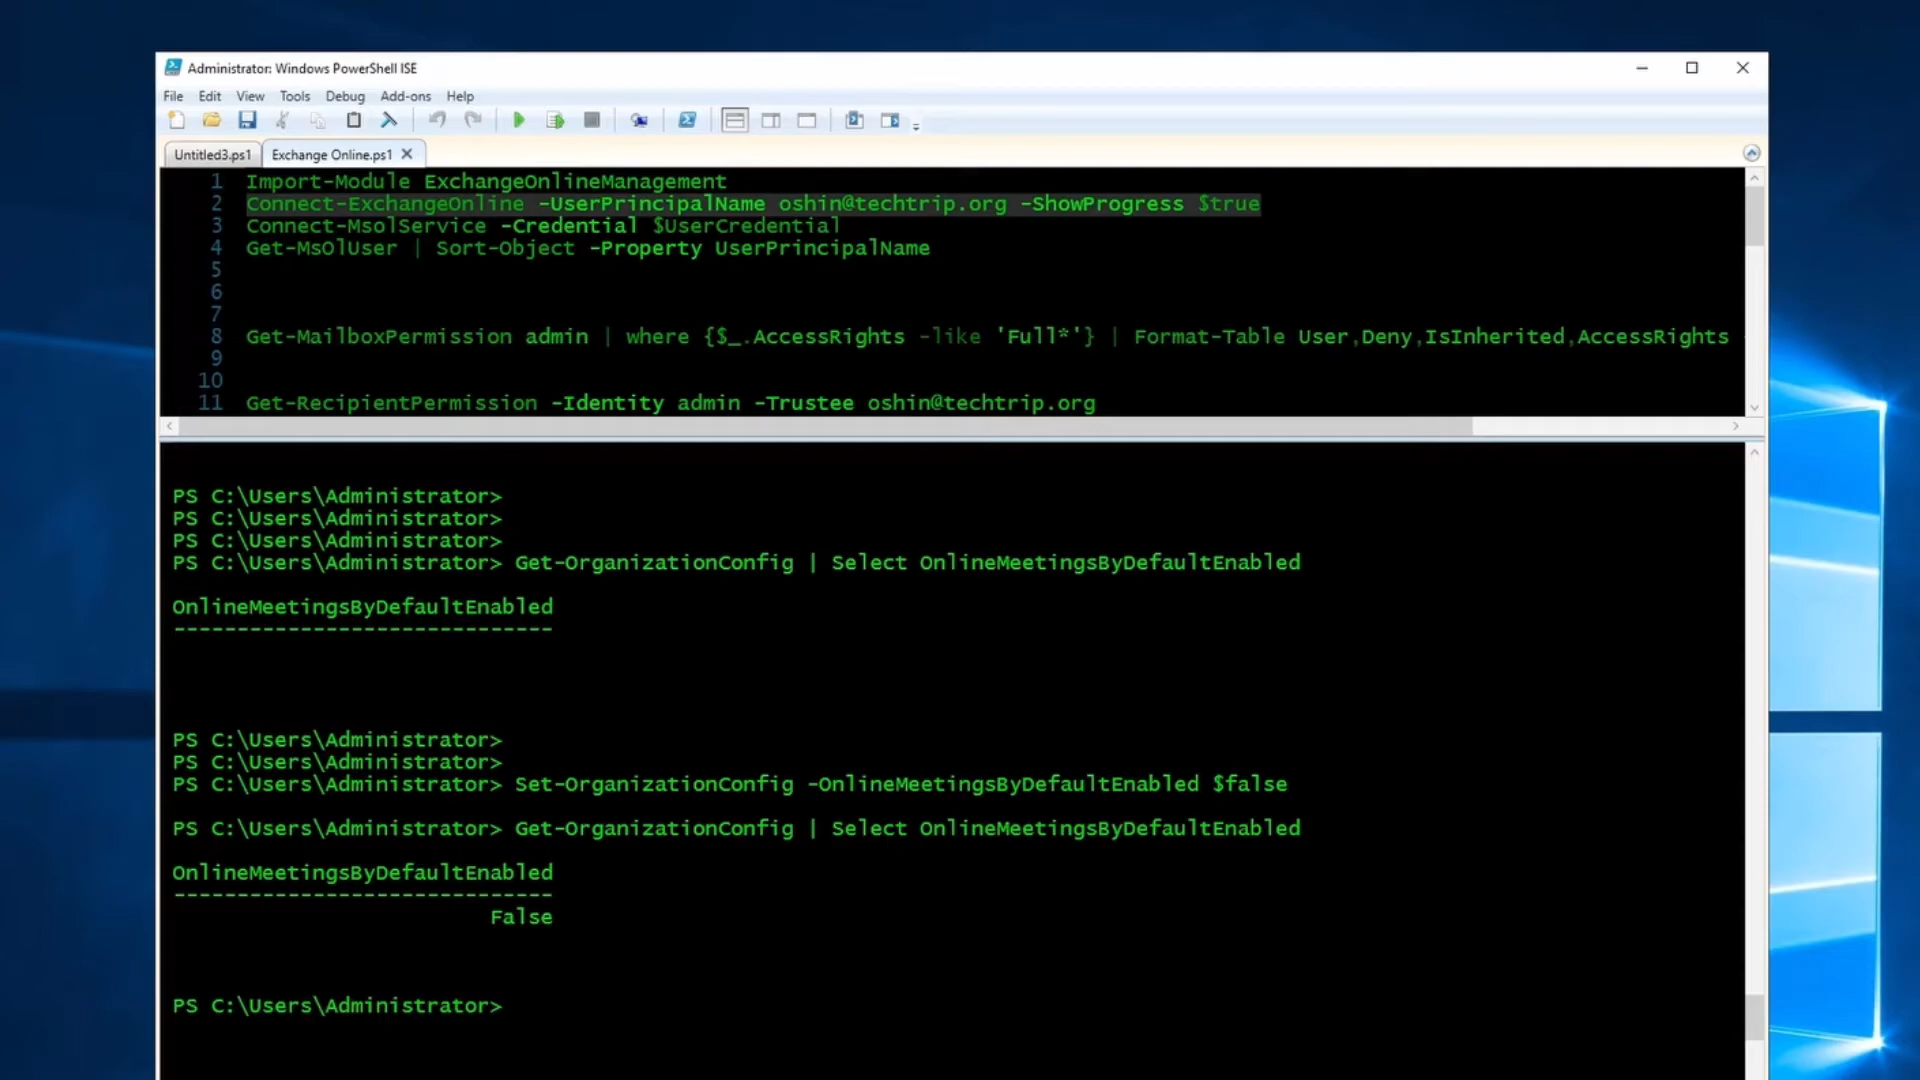 Administrator: Windows PowerShell ISE
File Edit View Tools Debug Add-ons Help
Untitled3.ps1 Exchange Online.ps1
1 Import-Module ExchangeOnlineManagement
2 Connect-ExchangeOnline -UserPrincipalName oshin@techtrip.org -ShowProgress $true
3 Connect-MsolService -Credential $UserCredential
4 Get-MsOlUser | Sort-Object -Property UserPrincipalName
5
6
7
8 Get-MailboxPermission admin | where {$_.AccessRights -like 'Full*'} | Format-Table User,Deny,IsInherited,AccessRights
9
10
11 Get-RecipientPermission -Identity admin -Trustee oshin@techtrip.org
PS C:\Users\Administrator>
PS C:\Users\Administrator>
PS C:\Users\Administrator>
PS C:\Users\Administrator> Get-OrganizationConfig | Select OnlineMeetingsByDefaultEnabled
OnlineMeetingsByDefaultEnabled
------------------------------
PS C:\Users\Administrator>
PS C:\Users\Administrator>
PS C:\Users\Administrator> Set-OrganizationConfig -OnlineMeetingsByDefaultEnabled $false
PS C:\Users\Administrator> Get-OrganizationConfig | Select OnlineMeetingsByDefaultEnabled
OnlineMeetingsByDefaultEnabled
------------------------------
False
PS C:\Users\Administrator>